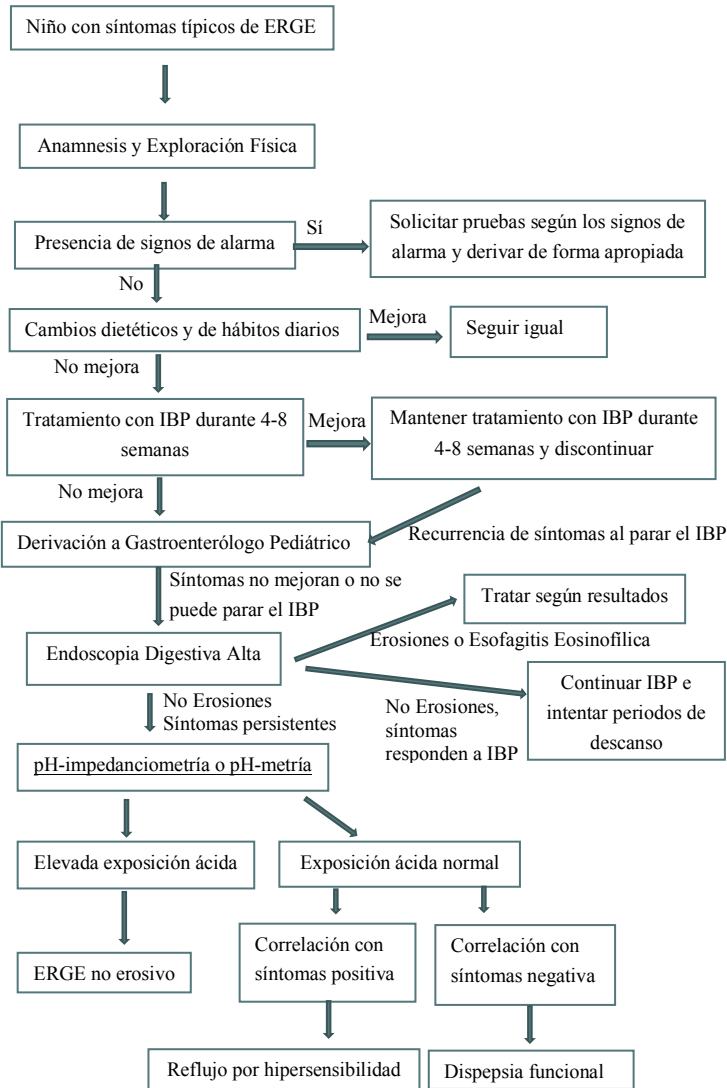 Niño con síntomas típicos de ERGE
Anamnesis y Exploración Física
Presencia de signos de alarma
Sí
Solicitar pruebas según los signos de
alarma y derivar de forma apropiada
No
Cambios dietéticos y de hábitos diarios
Mejora
Seguir igual
No mejora
Tratamiento con IBP durante 4-8
semanas
Mejora
Mantener tratamiento con IBP durante
4-8 semanas y discontinuar
No mejora
Recurrencia de síntomas al parar el IBP
Derivación a Gastroenterólogo Pediátrico
Síntomas no mejoran o no se
puede parar el IBP
Tratar según resultados
Erosiones o Esofagitis Eosinofílica
Endoscopia Digestiva Alta
No Erosiones,
síntomas
responden a IBP
Continuar IBP e
intentar periodos de
descanso
No Erosiones
Síntomas persistentes
pH-impedanciometría o pH-metría
Elevada exposición ácida
Exposición ácida normal
ERGE no erosivo
Correlación con
síntomas positiva
Correlación con
síntomas negativa
Reflujo por hipersensibilidad
Dispepsia funcional